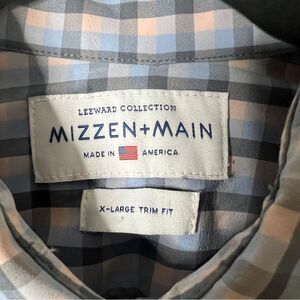 LEEWARD COLLECTION
MIZZEN+MAIN
MADE IN AMERICA
X-LARGE TRIM FIT